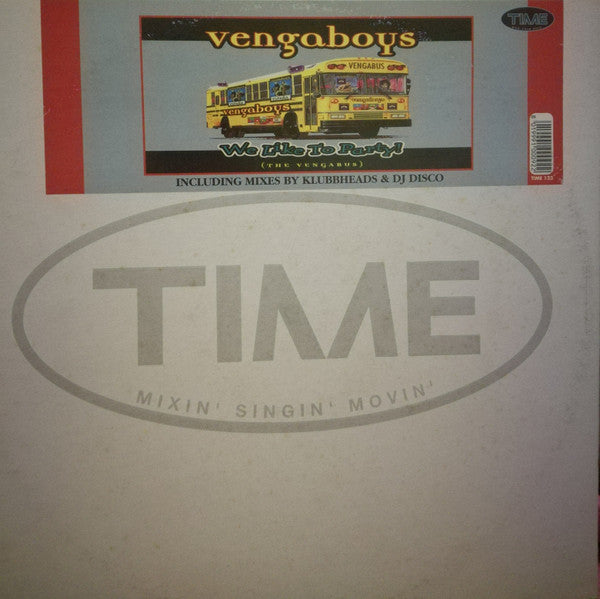 vengaboys
TIME
VENGABUS
vengaboys
vengaboys
We Like To Party!
(THE VENGABUS)
INCLUDING MIXES BY KLUBBHEADS & DJ DISCO
TIME 133
TIME
MIXIN' SINGIN' MOVIN'